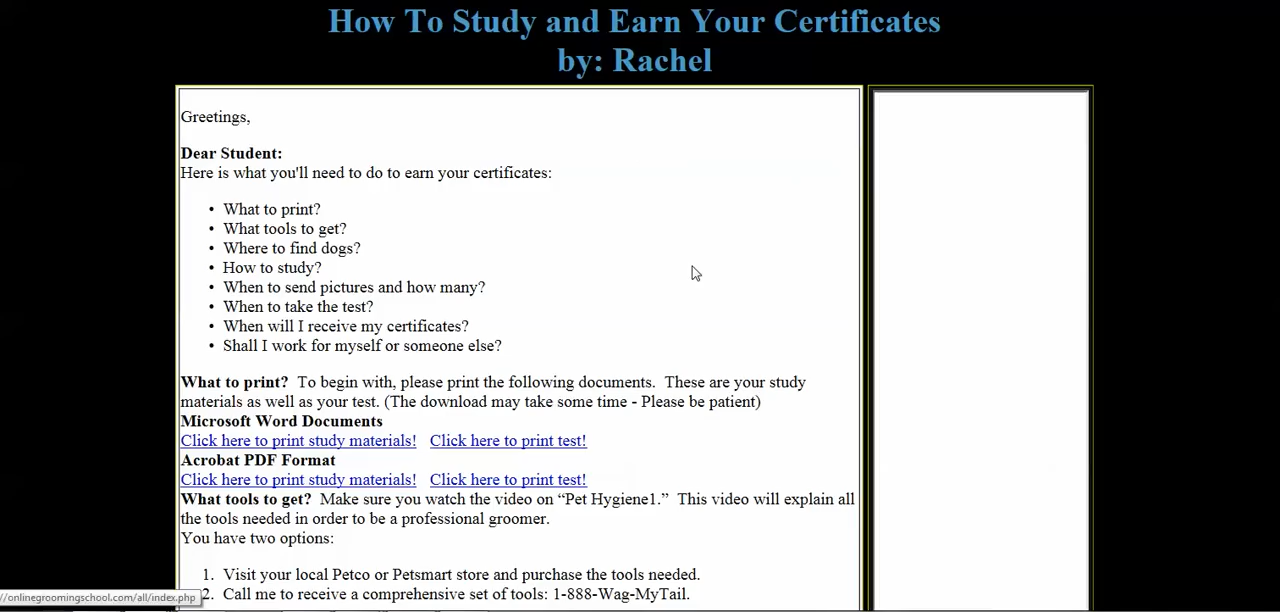 How To Study and Earn Your Certificates
by: Rachel
Greetings,
Dear Student:
Here is what you'll need to do to earn your certificates:
• What to print?
• What tools to get?
• Where to find dogs?
• How to study?
• When to send pictures and how many?
• When to take the test?
• When will I receive my certificates?
• Shall I work for myself or someone else?
What to print?  To begin with, please print the following documents.  These are your study
materials as well as your test. (The download may take some time - Please be patient)
Microsoft Word Documents
Click here to print study materials!   Click here to print test!
Acrobat PDF Format
Click here to print study materials!   Click here to print test!
What tools to get?  Make sure you watch the video on “Pet Hygiene1.”  This video will explain all
the tools needed in order to be a professional groomer.
You have two options:
1. Visit your local Petco or Petsmart store and purchase the tools needed.
2. Call me to receive a comprehensive set of tools: 1-888-Wag-MyTail.
//onlinegroomingschool.com/all/index.php